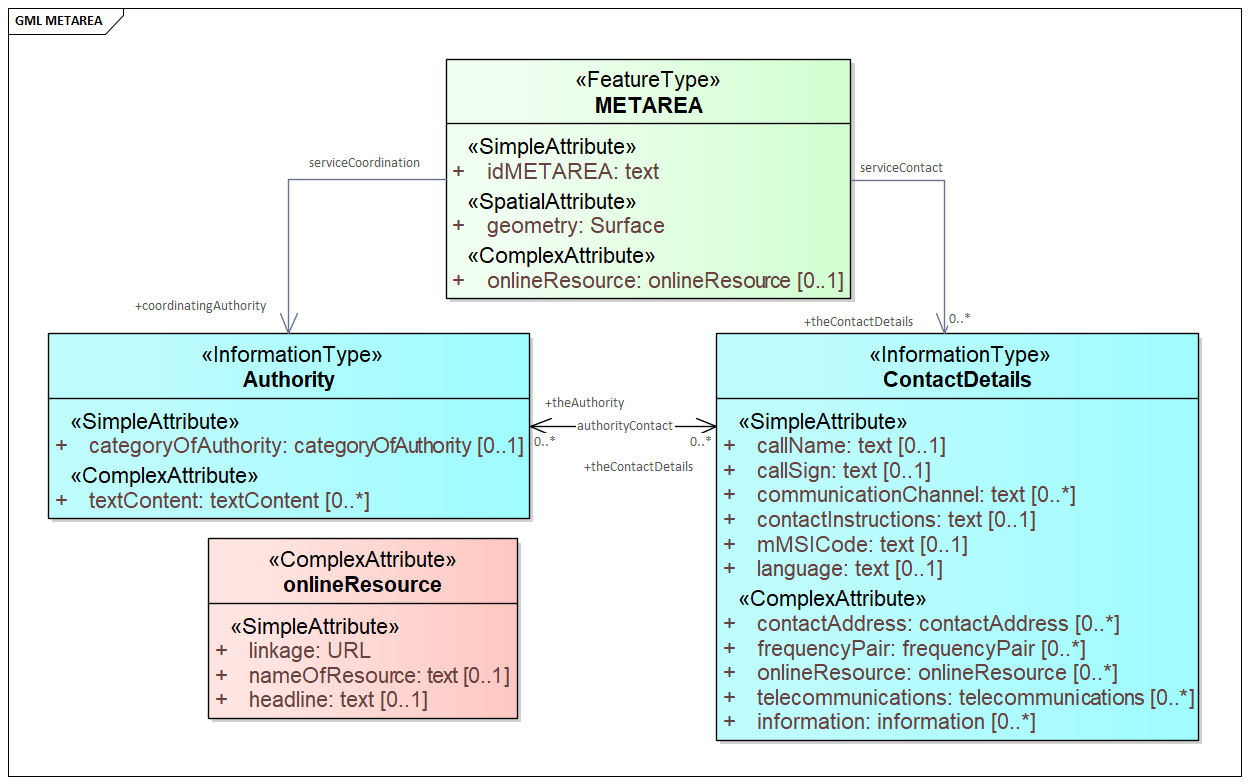 GML METAREA
«FeatureType»
METAREA
«SimpleAttribute»
+ idMETAREA: text
«SpatialAttribute»
+ geometry: Surface
«ComplexAttribute»
+ onlineResource: onlineResource [0..1]
serviceCoordination
serviceContact
+coordinatingAuthority
+theContactDetails
0..*
«InformationType»
Authority
«SimpleAttribute»
+ categoryOfAuthority: categoryOfAuthority [0..1]
«ComplexAttribute»
+ textContent: textContent [0..*]
+theAuthority
authorityContact
0..*
0..*
+theContactDetails
«InformationType»
ContactDetails
«SimpleAttribute»
+ callName: text [0..1]
+ callSign: text [0..1]
+ communicationChannel: text [0..*]
+ contactInstructions: text [0..1]
+ mMSICode: text [0..1]
+ language: text [0..1]
«ComplexAttribute»
+ contactAddress: contactAddress [0..*]
+ frequencyPair: frequencyPair [0..*]
+ onlineResource: onlineResource [0..*]
+ telecommunications: telecommunications [0..*]
+ information: information [0..*]
«ComplexAttribute»
onlineResource
«SimpleAttribute»
+ linkage: URL
+ nameOfResource: text [0..1]
+ headline: text [0..1]